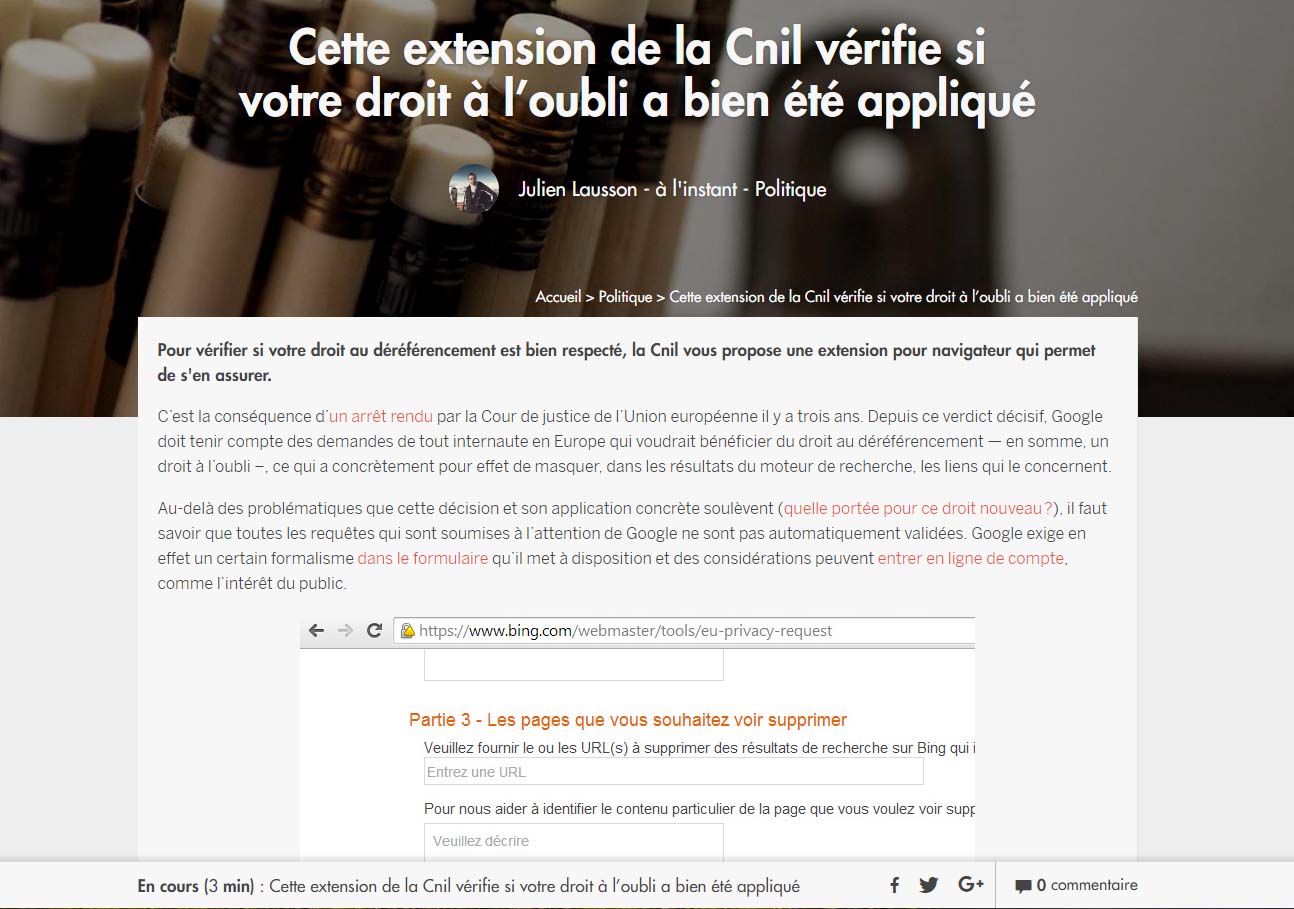 Cette extension de la Cnil vérifie si
votre droit à l’oubli a bien été appliqué
Julien Lausson - à l'instant - Politique
Accueil > Politique > Cette extension de la Cnil vérifie si votre droit à l’oubli a bien été appliqué
Pour vérifier si votre droit au déréférencement est bien respecté, la Cnil vous propose une extension pour navigateur qui permet
de s'en assurer.
C’est la conséquence d’un arrêt rendu par la Cour de justice de l’Union européenne il y a trois ans. Depuis ce verdict décisif, Google
doit tenir compte des demandes de tout internaute en Europe qui voudrait bénéficier du droit au déréférencement — en somme, un
droit à l’oubli –, ce qui a concrètement pour effet de masquer, dans les résultats du moteur de recherche, les liens qui le concernent.
Au-delà des problématiques que cette décision et son application concrète soulèvent (quelle portée pour ce droit nouveau ?), il faut
savoir que toutes les requêtes qui sont soumises à l’attention de Google ne sont pas automatiquement validées. Google exige en
effet un certain formalisme dans le formulaire qu’il met à disposition et des considérations peuvent entrer en ligne de compte,
comme l’intérêt du public.
https://www.bing.com/webmaster/tools/eu-privacy-request
Partie 3 - Les pages que vous souhaitez voir supprimer
Veuillez fournir le ou les URL(s) à supprimer des résultats de recherche sur Bing qui i
Entrez une URL
Pour nous aider à identifier le contenu particulier de la page que vous voulez voir supp
Veuillez décrire
En cours (3 min) : Cette extension de la Cnil vérifie si votre droit à l’oubli a bien été appliqué
G+
0 commentaire